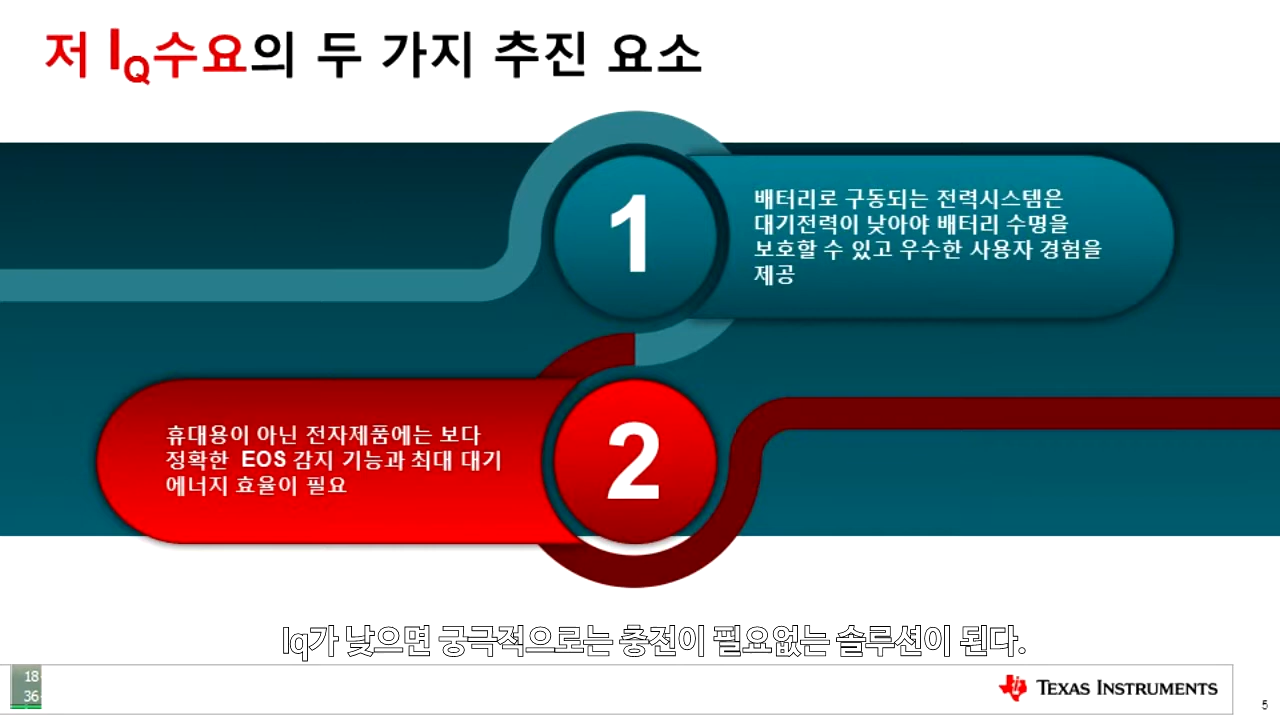 저 IQ수요의 두 가지 추진 요소
1
배터리로 구동되는 전력시스템은
대기전력이 낮아야 배터리 수명을
보호할 수 있고 우수한 사용자 경험을
제공
휴대용이 아닌 전자제품에는 보다
정확한 EOS 감지 기능과 최대 대기
에너지 효율이 필요
2
Iq가 낮으면 궁극적으로는 충전이 필요없는 솔루션이 된다.
18
36
TEXAS INSTRUMENTS
5